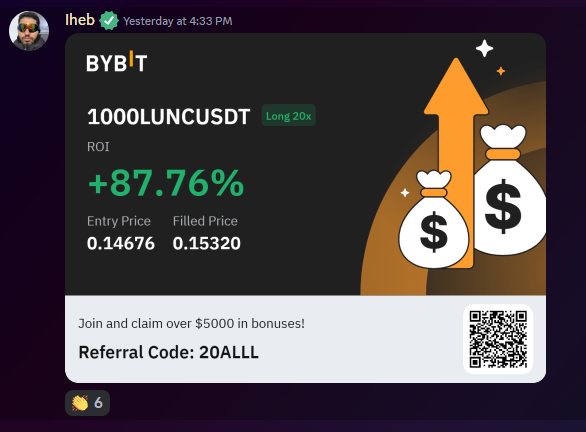 Iheb Yesterday at 4:33 PM
BYBIT
1000LUNCUSDT Long 20x
ROI
+87.76%
Entry Price Filled Price
0.14676 0.15320
$ $
Join and claim over $5000 in bonuses!
Referral Code: 20ALLL
6